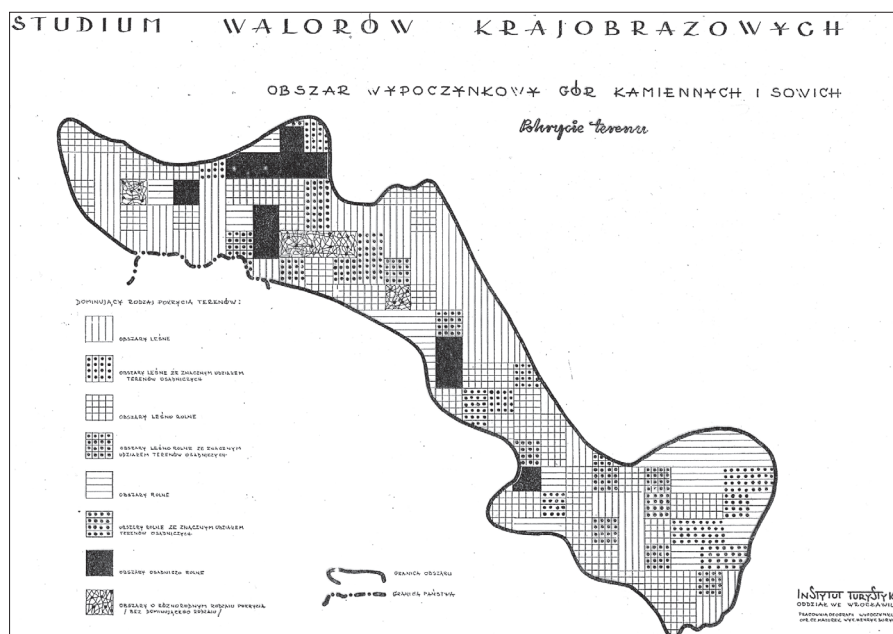 STUDIUM WALORÓW KRAJOBRAZOWYCH
OBSZAR WYPOCZYNKOWY GÓR KAMIENNYCH I SOWICH
Pokrycie terenu
DOMINUJĄCY RODZAJ POKRYCIA TERENÓW:
OBSZARY LEŚNE
OBSZARY LEŚNE ZE ZNACZNYM UDZIAŁEM
TERENÓW OSADNICZYCH
OBSZARY LEŚNO ROLNE
OBSZARY LEŚNO ROLNE ZE ZNACZNYM
UDZIAŁEM TERENÓW OSADNICZYCH
OBSZARY ROLNE
OBSZARY ROLNE ZE ZNACZNYM UDZIAŁEM
TERENÓW OSADNICZYCH
OBSZARY OSADNICZO ROLNE
OBSZARY O RÓŻNORODNYM RODZAJU POKRYCIA
/ BEZ DOMINUJĄCEGO RODZAJU /
GRANICA OBSZARU
GRANICA PAŃSTWA
INSTYTUT TURYSTYK
ODDZIAŁ WE WROCŁAWIU